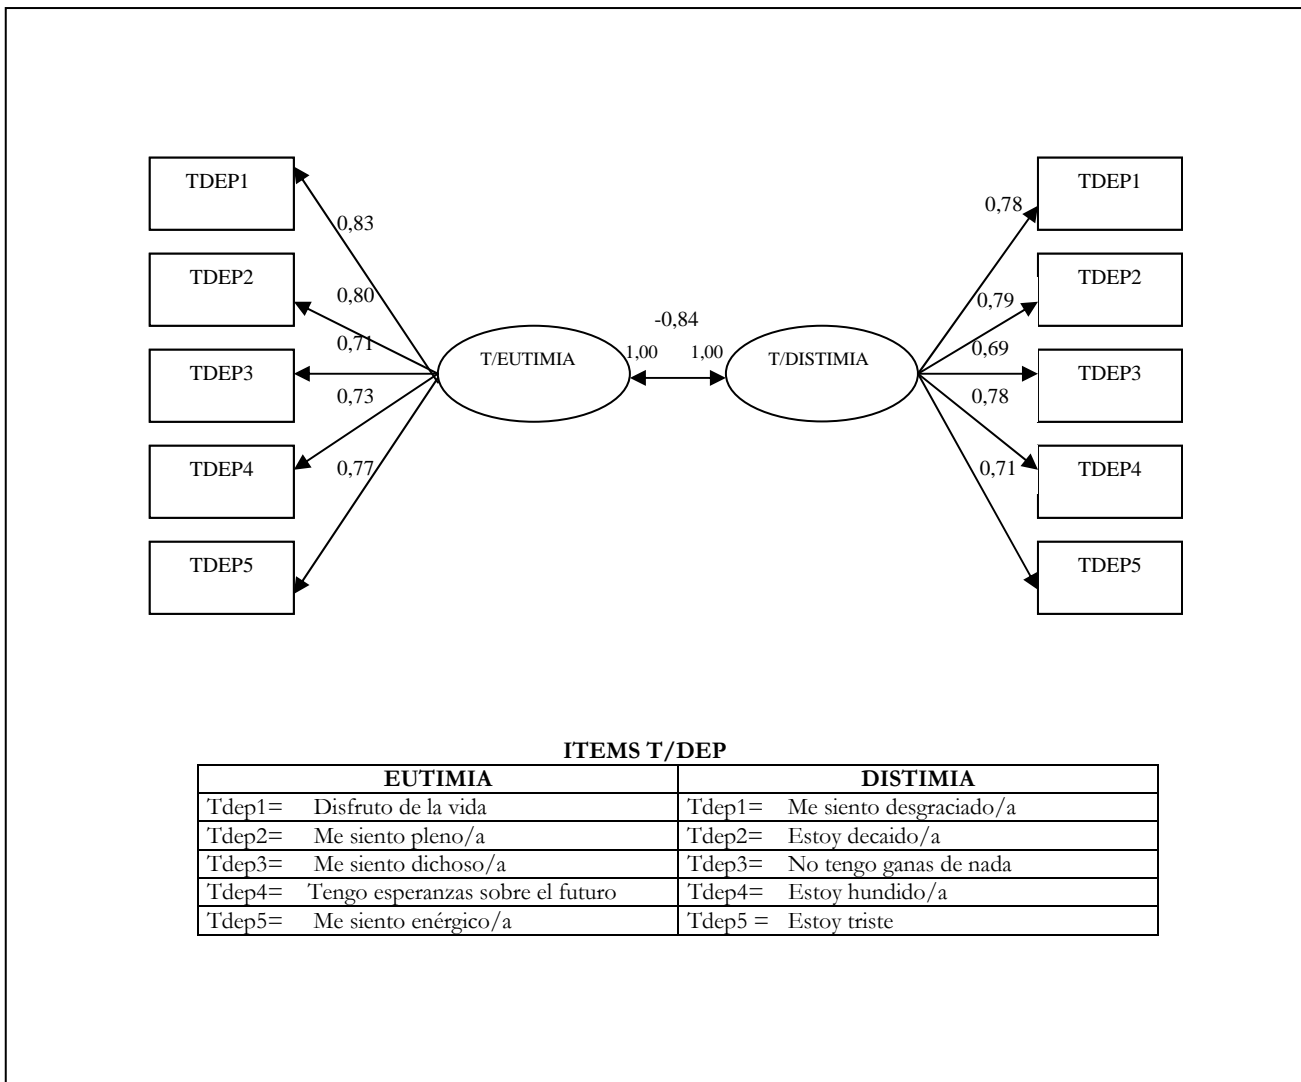 TDEP1
TDEP1
0,83
0,78
TDEP2
TDEP2
0,80
0,79
-0,84
0,71
0,69
TDEP3
T/EUTIMIA
1,00
1,00
T/DISTIMIA
TDEP3
0,73
0,78
TDEP4
0,77
0,71
TDEP4
TDEP5
TDEP5
ITEMS T/DEP
EUTIMIA DISTIMIA
Tdep1= Disfruto de la vida Tdep1= Me siento desgraciado/a
Tdep2= Me siento pleno/a Tdep2= Estoy decaido/a
Tdep3= Me siento dichoso/a Tdep3= No tengo ganas de nada
Tdep4= Tengo esperanzas sobre el futuro Tdep4= Estoy hundido/a
Tdep5= Me siento enérgico/a Tdep5 = Estoy triste